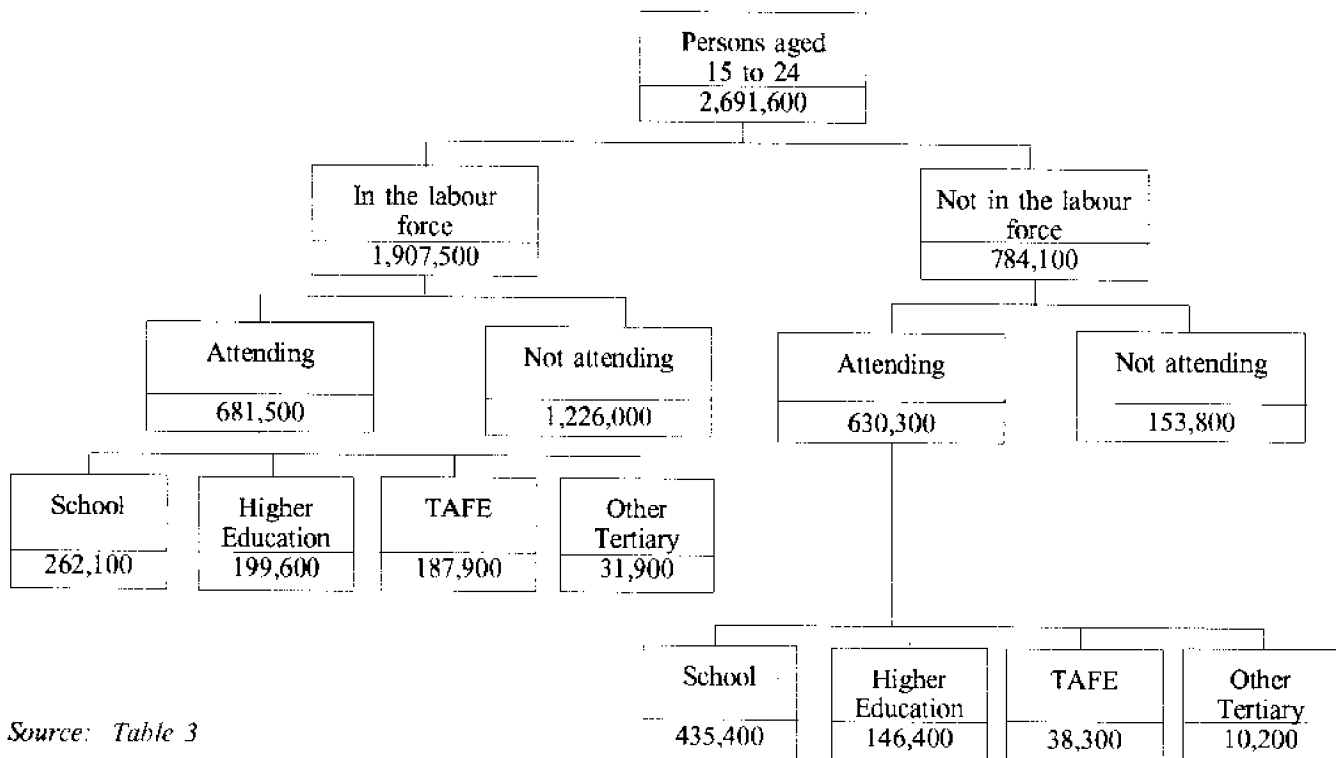 Persons aged
15 to 24
2,691,600
In the labour
force
1,907,500
Not in the labour
force
784,100
Attending
681,500
Not attending
1,226,000
Attending
630,300
Not attending
153,800
School
262,100
Higher
Education
199,600
TAFE
187,900
Other
Tertiary
31,900
School
435,400
Higher
Education
146,400
TAFE
38,300
Other
Tertiary
10,200
Source: Table 3